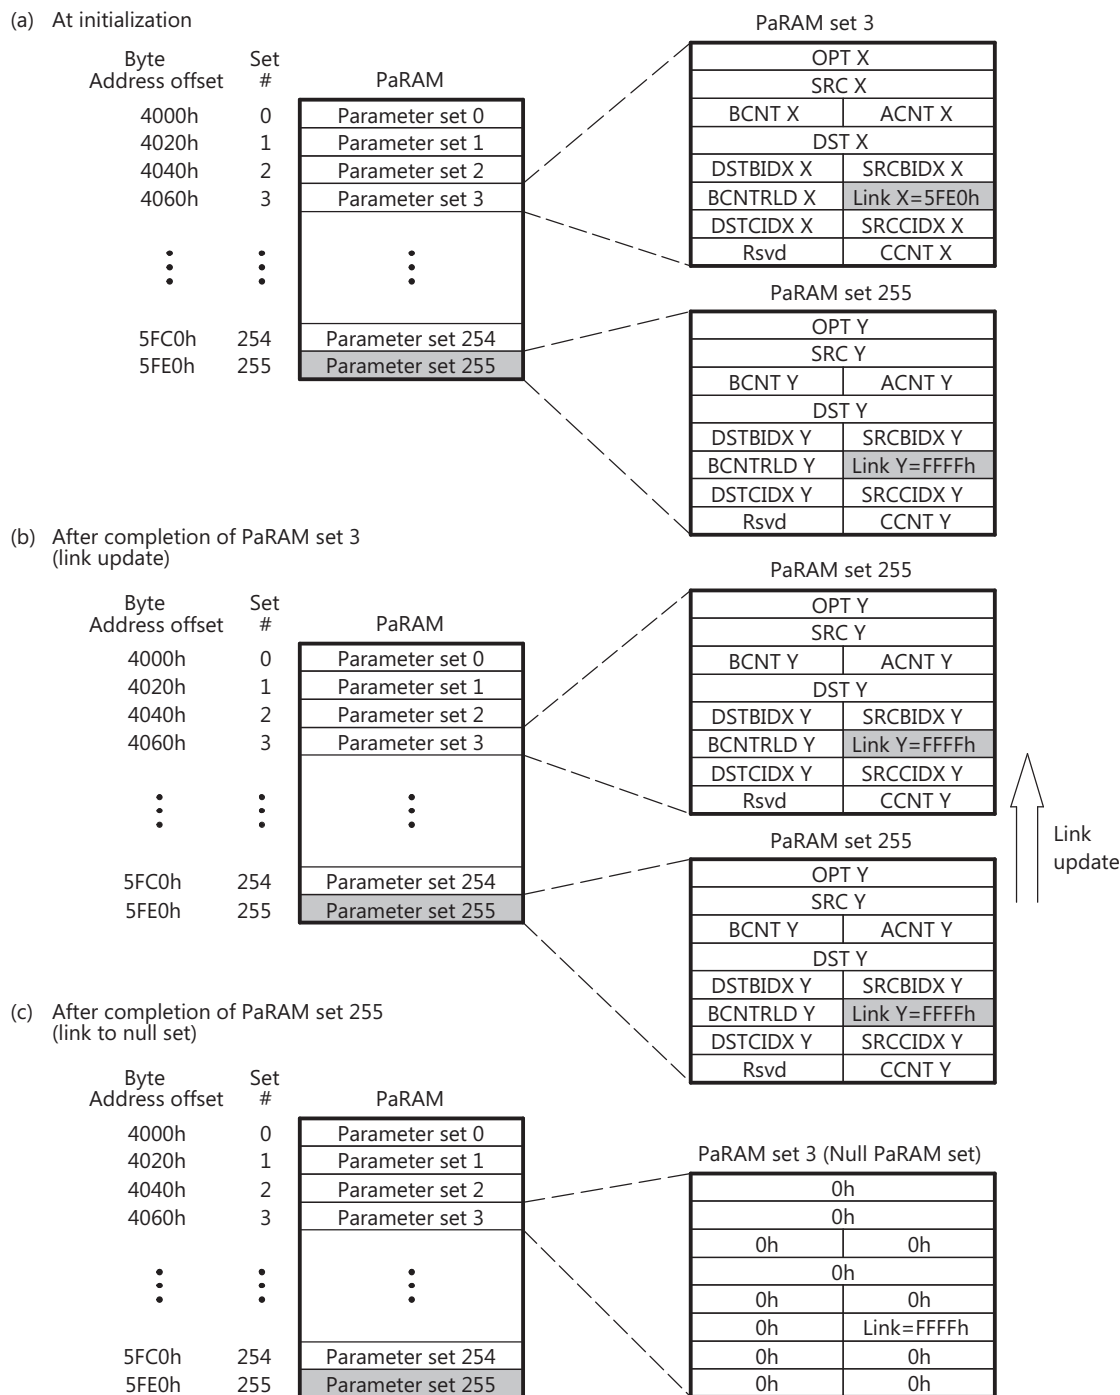 (a) At initialization
Byte Address offset
Set #
PaRAM
4000h 0 Parameter set 0
4020h 1 Parameter set 1
4040h 2 Parameter set 2
4060h 3 Parameter set 3
5FC0h 254 Parameter set 254
5FE0h 255 Parameter set 255
PaRAM set 3
OPT X
SRC X
BCNT X ACNT X
DST X
DSTBIDX X SRCBIDX X
BCNTRLD X Link X=5FE0h
DSTCIDX X SRCCIDX X
Rsvd CCNT X
PaRAM set 255
OPT Y
SRC Y
BCNT Y ACNT Y
DST Y
DSTBIDX Y SRCBIDX Y
BCNTRLD Y Link Y=FFFFh
DSTCIDX Y SRCCIDX Y
Rsvd CCNT Y
(b) After completion of PaRAM set 3
(link update)
Byte Address offset
Set #
PaRAM
4000h 0 Parameter set 0
4020h 1 Parameter set 1
4040h 2 Parameter set 2
4060h 3 Parameter set 3
5FC0h 254 Parameter set 254
5FE0h 255 Parameter set 255
PaRAM set 255
OPT Y
SRC Y
BCNT Y ACNT Y
DST Y
DSTBIDX Y SRCBIDX Y
BCNTRLD Y Link Y=FFFFh
DSTCIDX Y SRCCIDX Y
Rsvd CCNT Y
PaRAM set 255
OPT Y
SRC Y
BCNT Y ACNT Y
DST Y
DSTBIDX Y SRCBIDX Y
BCNTRLD Y Link Y=FFFFh
DSTCIDX Y SRCCIDX Y
Rsvd CCNT Y
Link
update
(c) After completion of PaRAM set 255
(link to null set)
Byte Address offset
Set #
PaRAM
4000h 0 Parameter set 0
4020h 1 Parameter set 1
4040h 2 Parameter set 2
4060h 3 Parameter set 3
5FC0h 254 Parameter set 254
5FE0h 255 Parameter set 255
PaRAM set 3 (Null PaRAM set)
0h
0h
0h 0h
0h
0h 0h
0h Link=FFFFh
0h 0h
0h 0h